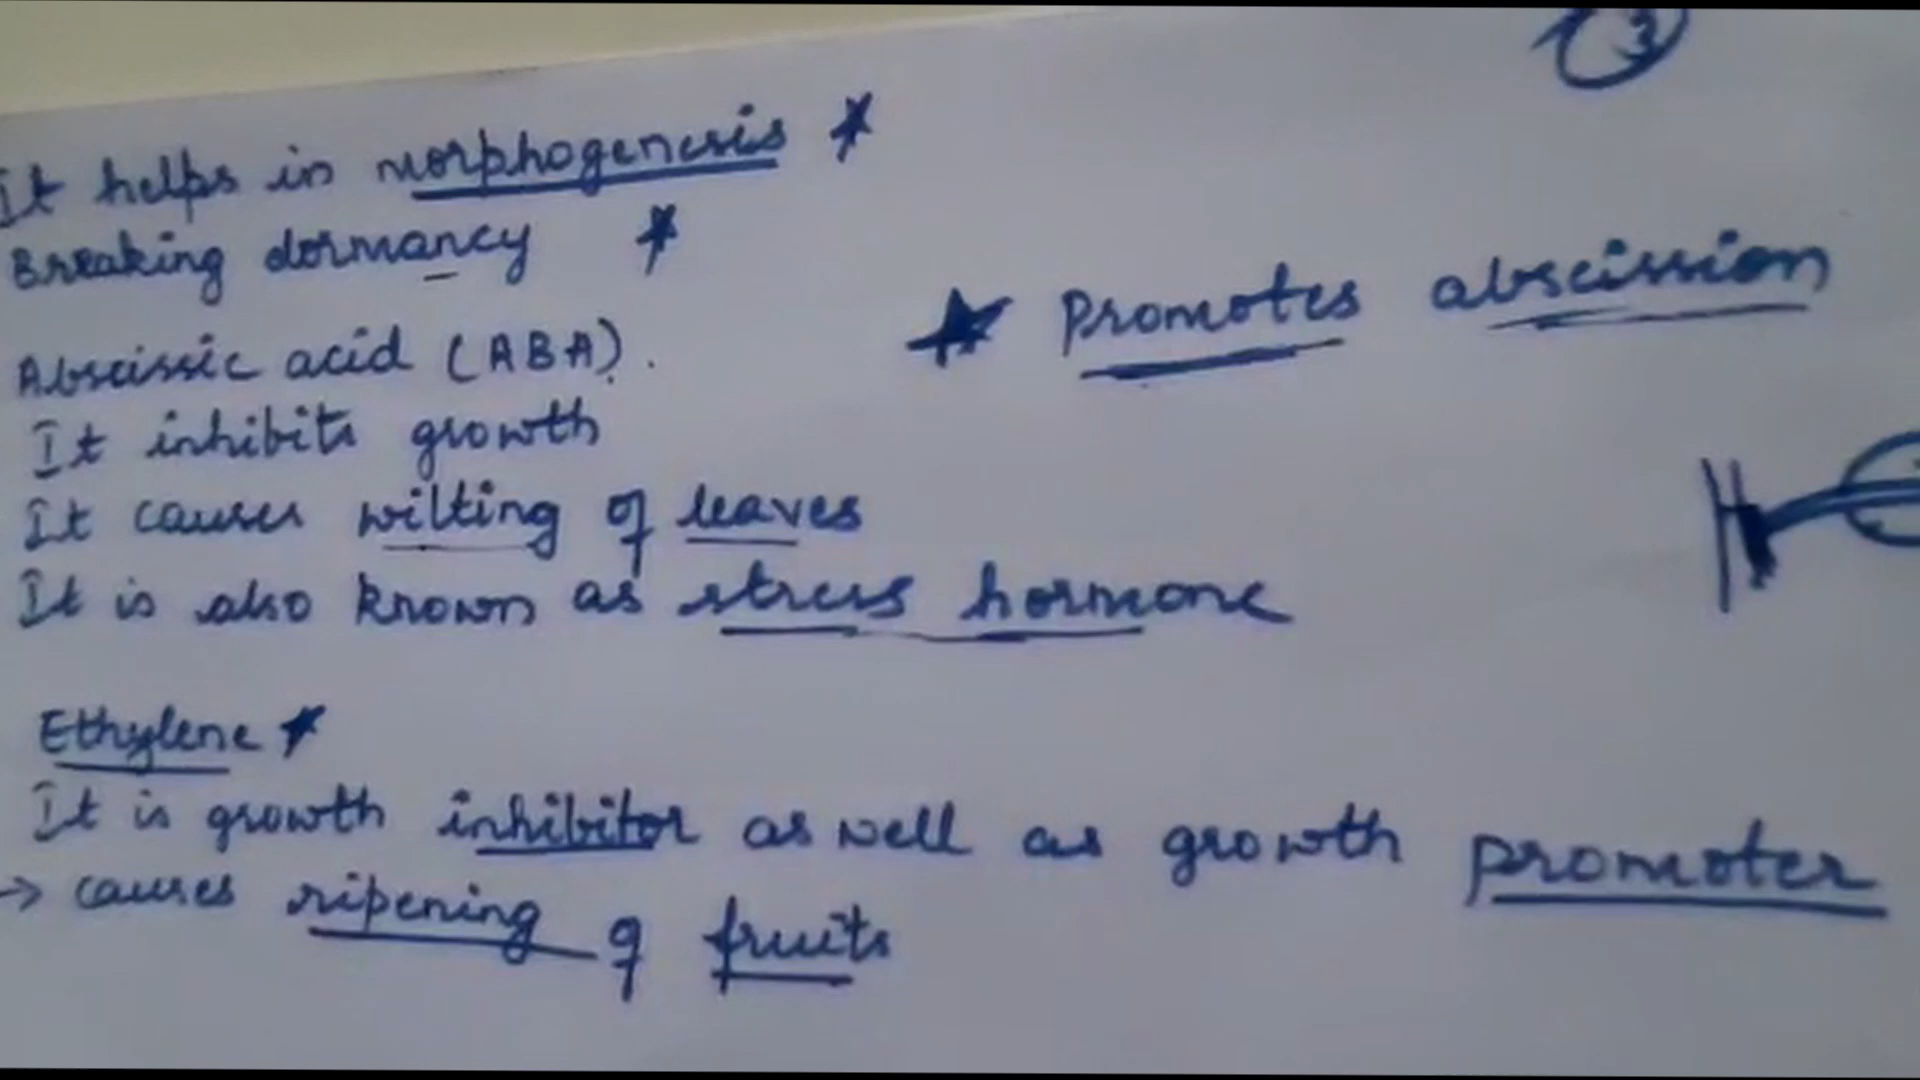 3
It helps in morphogenesis
Breaking dormancy
Promotes abscission
Abscissic acid (ABA).
It inhibits growth
It causes wilting of leaves
It is also known as stress hormone
Ethylene
It is growth inhibitor as well as growth promoter
→ causes ripening of fruits